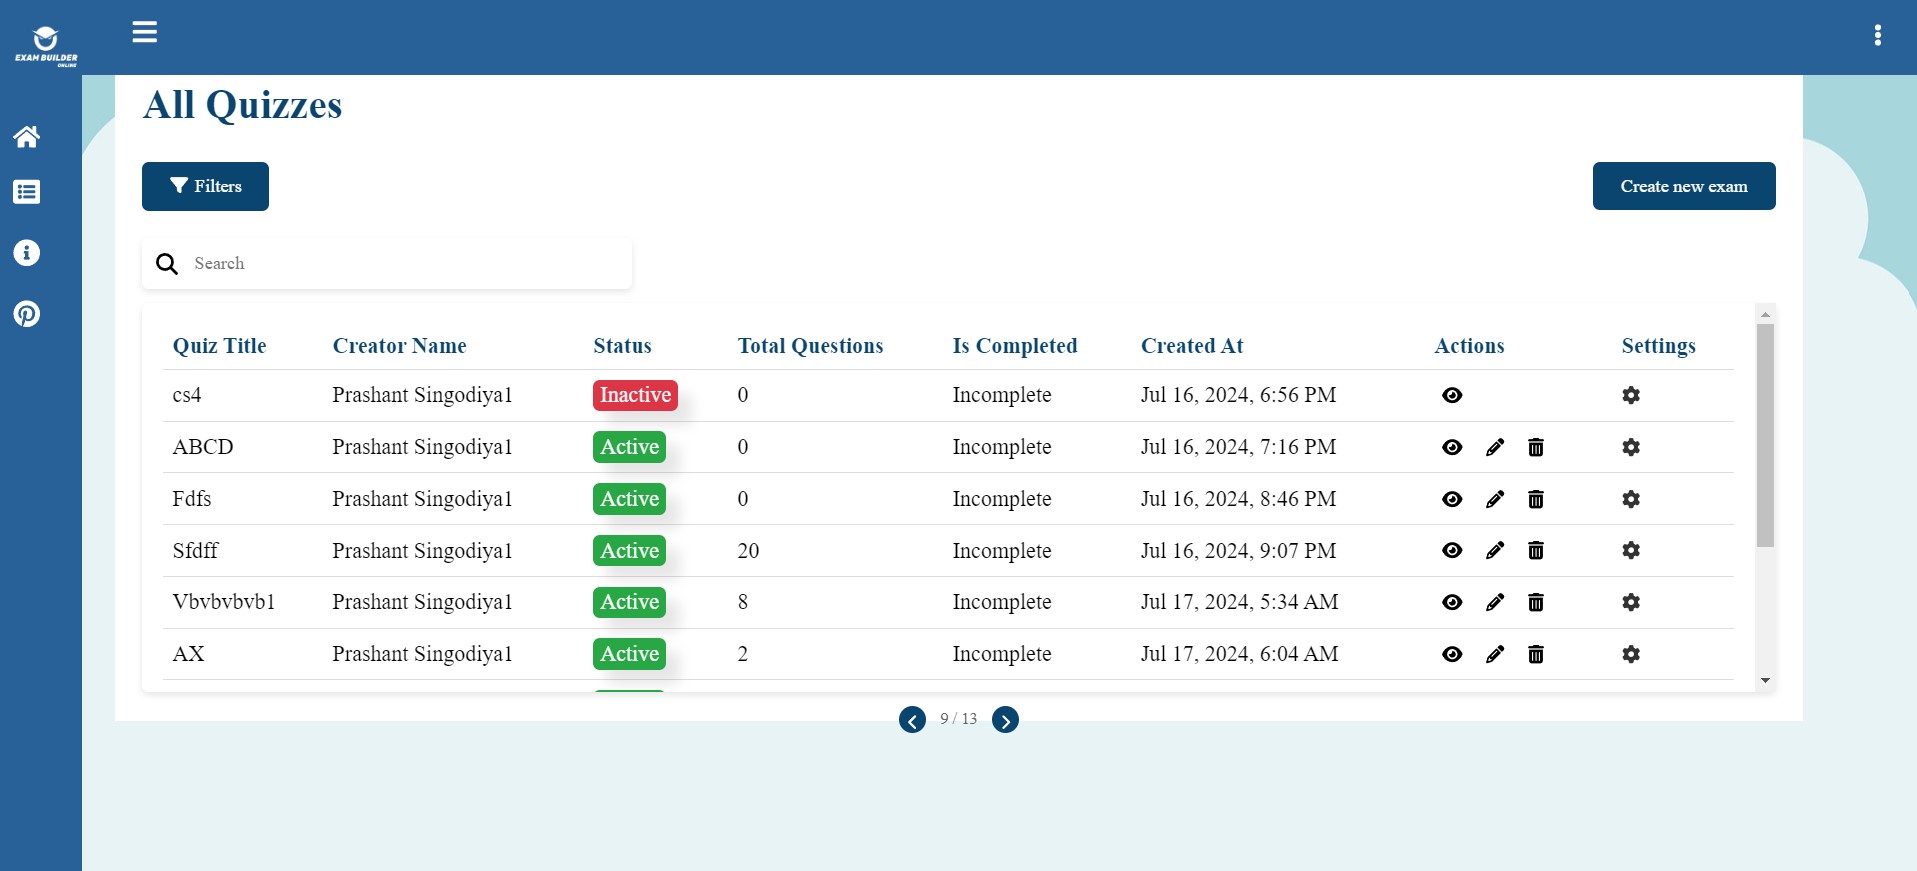 EXAM BUILDER
ONLINE
All Quizzes
Filters
Create new exam
Search
Quiz Title Creator Name Status Total Questions Is Completed Created At Actions Settings
cs4 Prashant Singodiya1 Inactive 0 Incomplete Jul 16, 2024, 6:56 PM
ABCD Prashant Singodiya1 Active 0 Incomplete Jul 16, 2024, 7:16 PM
Fdfs Prashant Singodiya1 Active 0 Incomplete Jul 16, 2024, 8:46 PM
Sfdff Prashant Singodiya1 Active 20 Incomplete Jul 16, 2024, 9:07 PM
Vbvbvbvb1 Prashant Singodiya1 Active 8 Incomplete Jul 17, 2024, 5:34 AM
AX Prashant Singodiya1 Active 2 Incomplete Jul 17, 2024, 6:04 AM
9 / 13